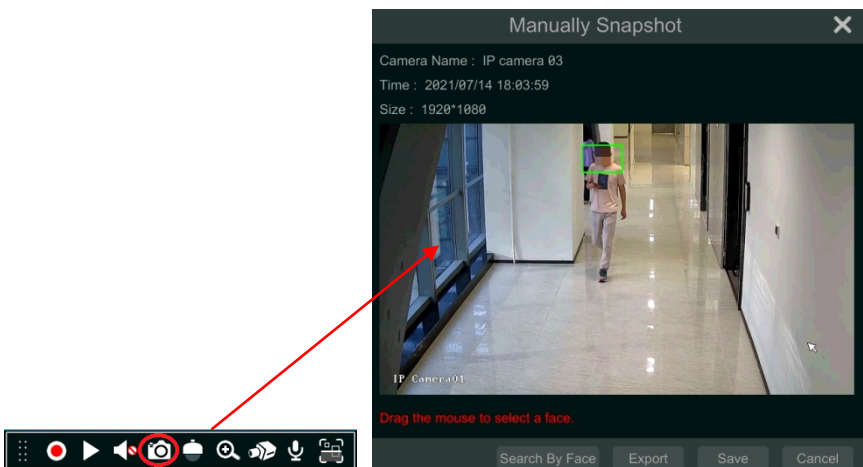 Manually Snapshot
Camera Name : IP camera 03
Time : 2021/07/14 18:03:59
Size : 1920*1080
IP Camera01
Drag the mouse to select a face.
Search By Face
Export
Save
Cancel